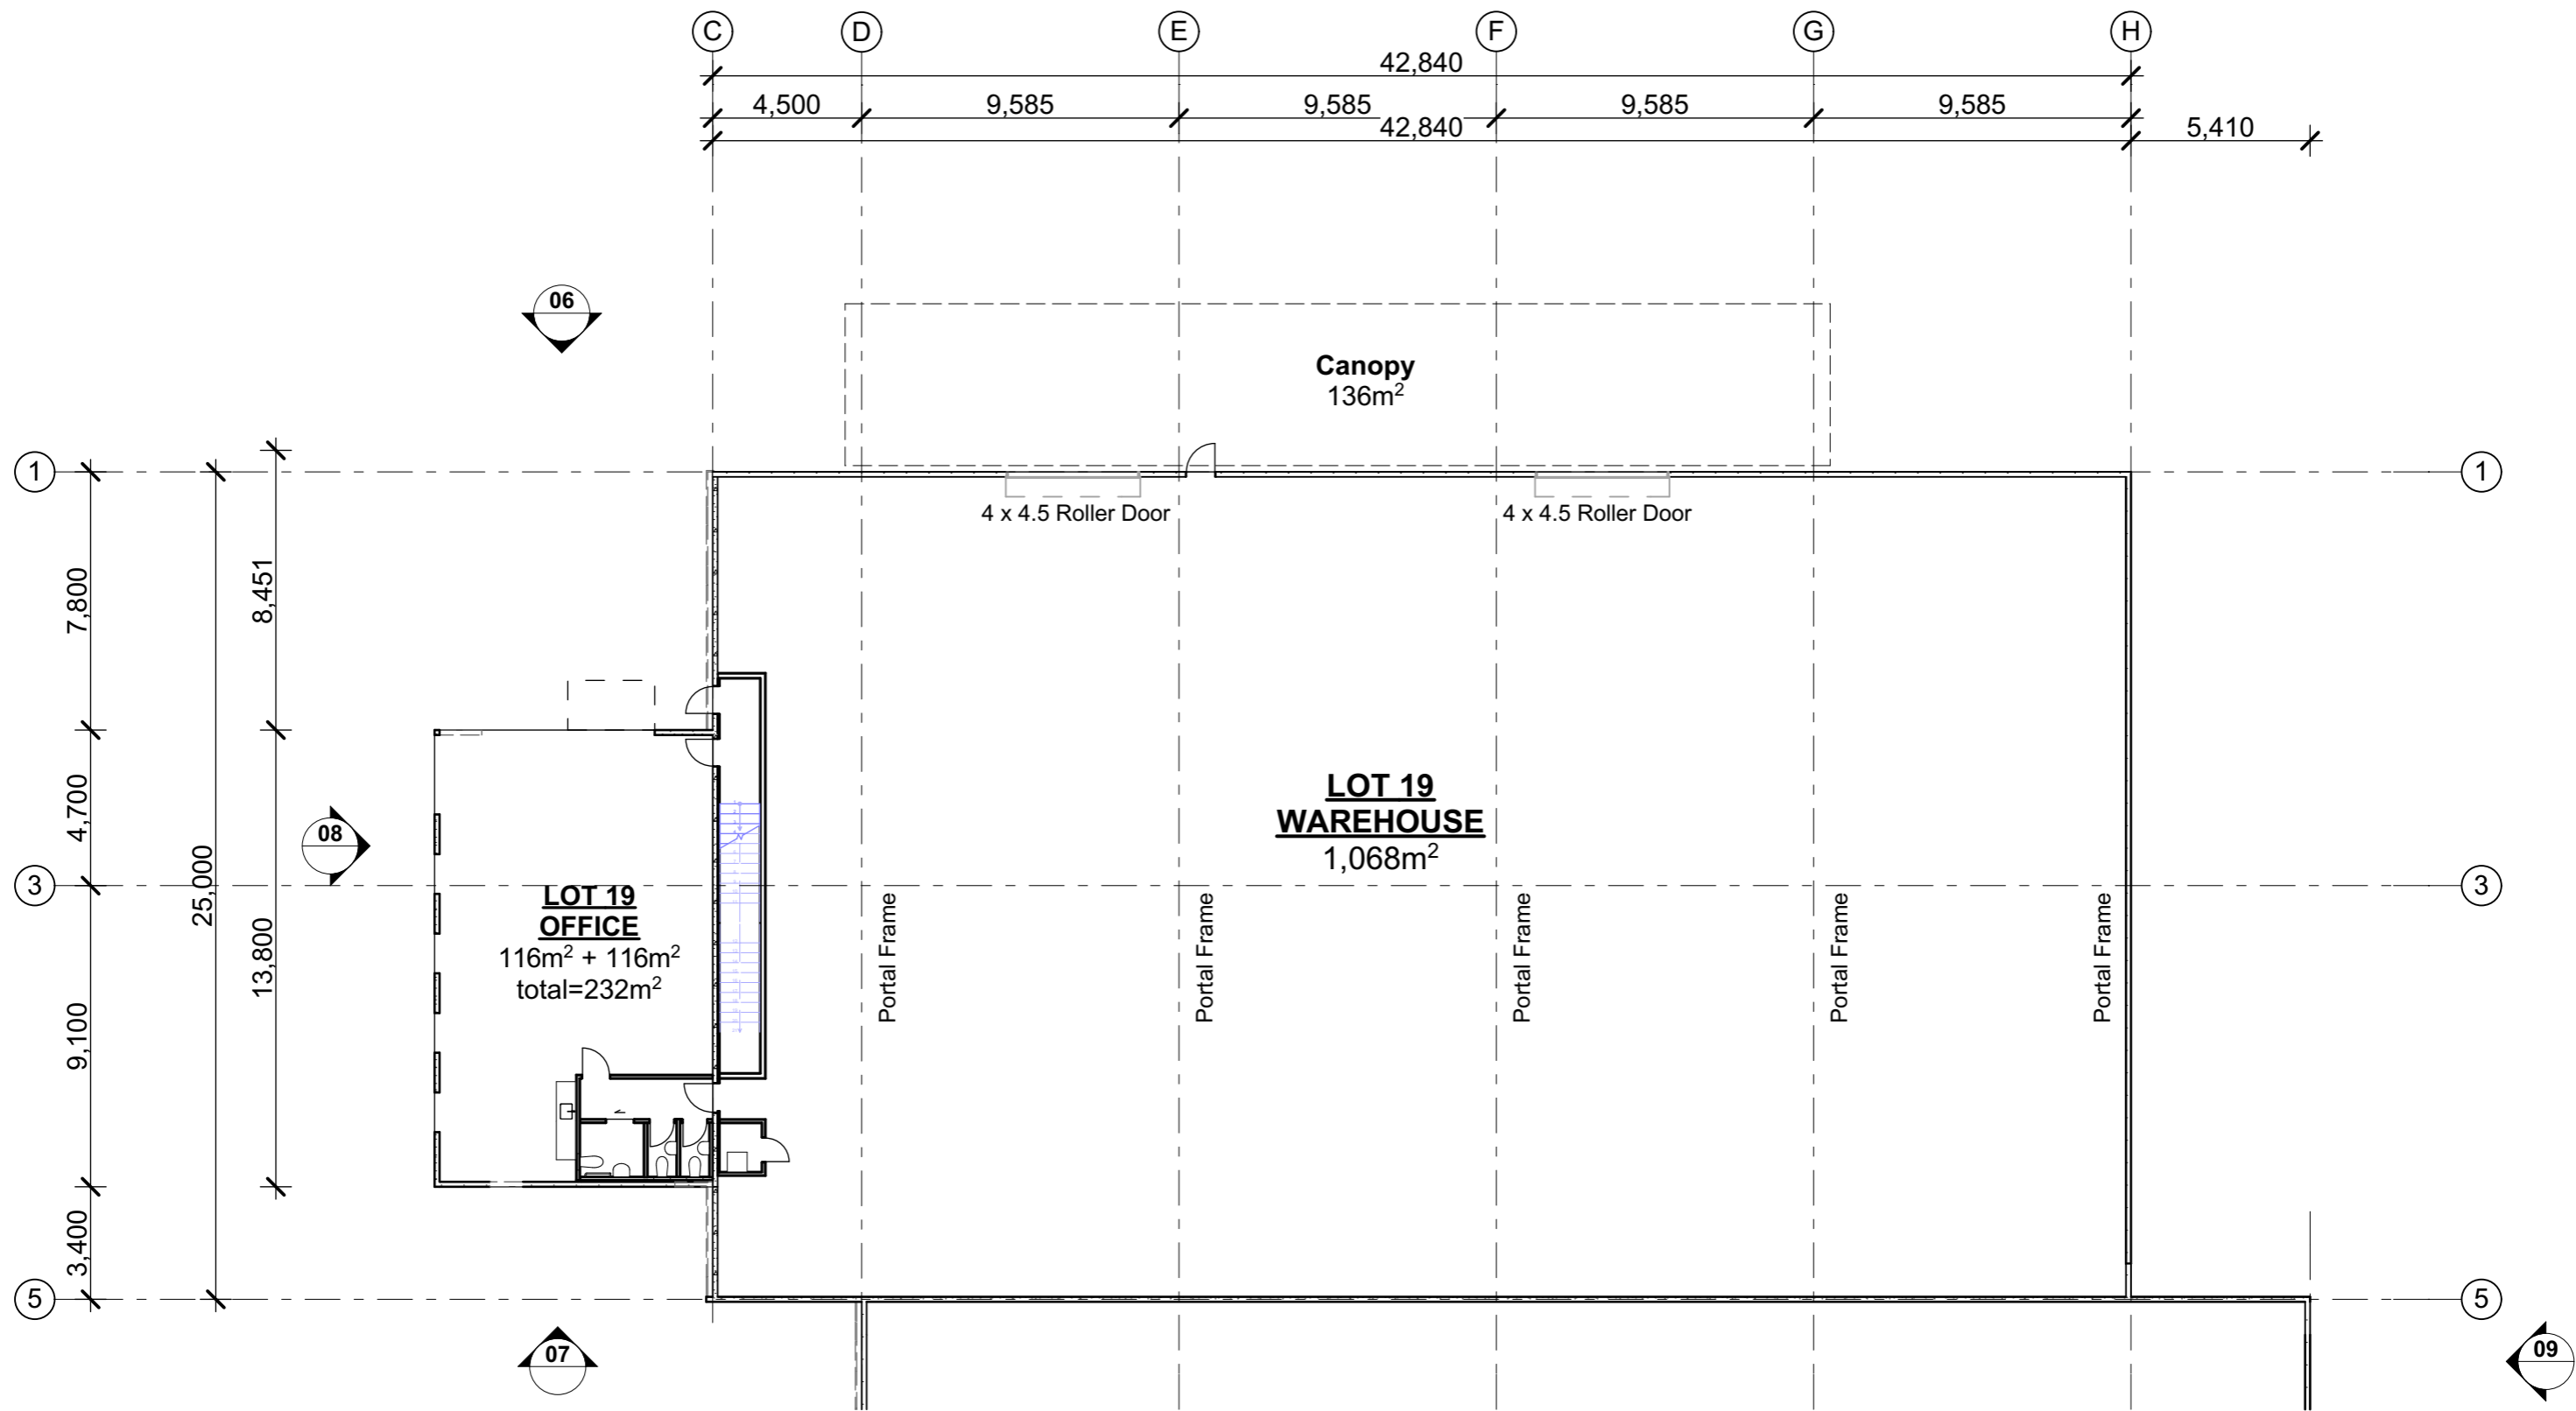 C
D
E
F
G
H
42,840
4,500
9,585
9,585
9,585
9,585
42,840
5,410
06
Canopy
136m²
1
1
4 x 4.5 Roller Door
4 x 4.5 Roller Door
7,800
8,451
4,700
25,000
13,800
9,100
3,400
08
LOT 19
WAREHOUSE
1,068m²
3
3
LOT 19
OFFICE
116m² + 116m²
total=232m²
Portal Frame
Portal Frame
Portal Frame
Portal Frame
Portal Frame
5
5
07
09